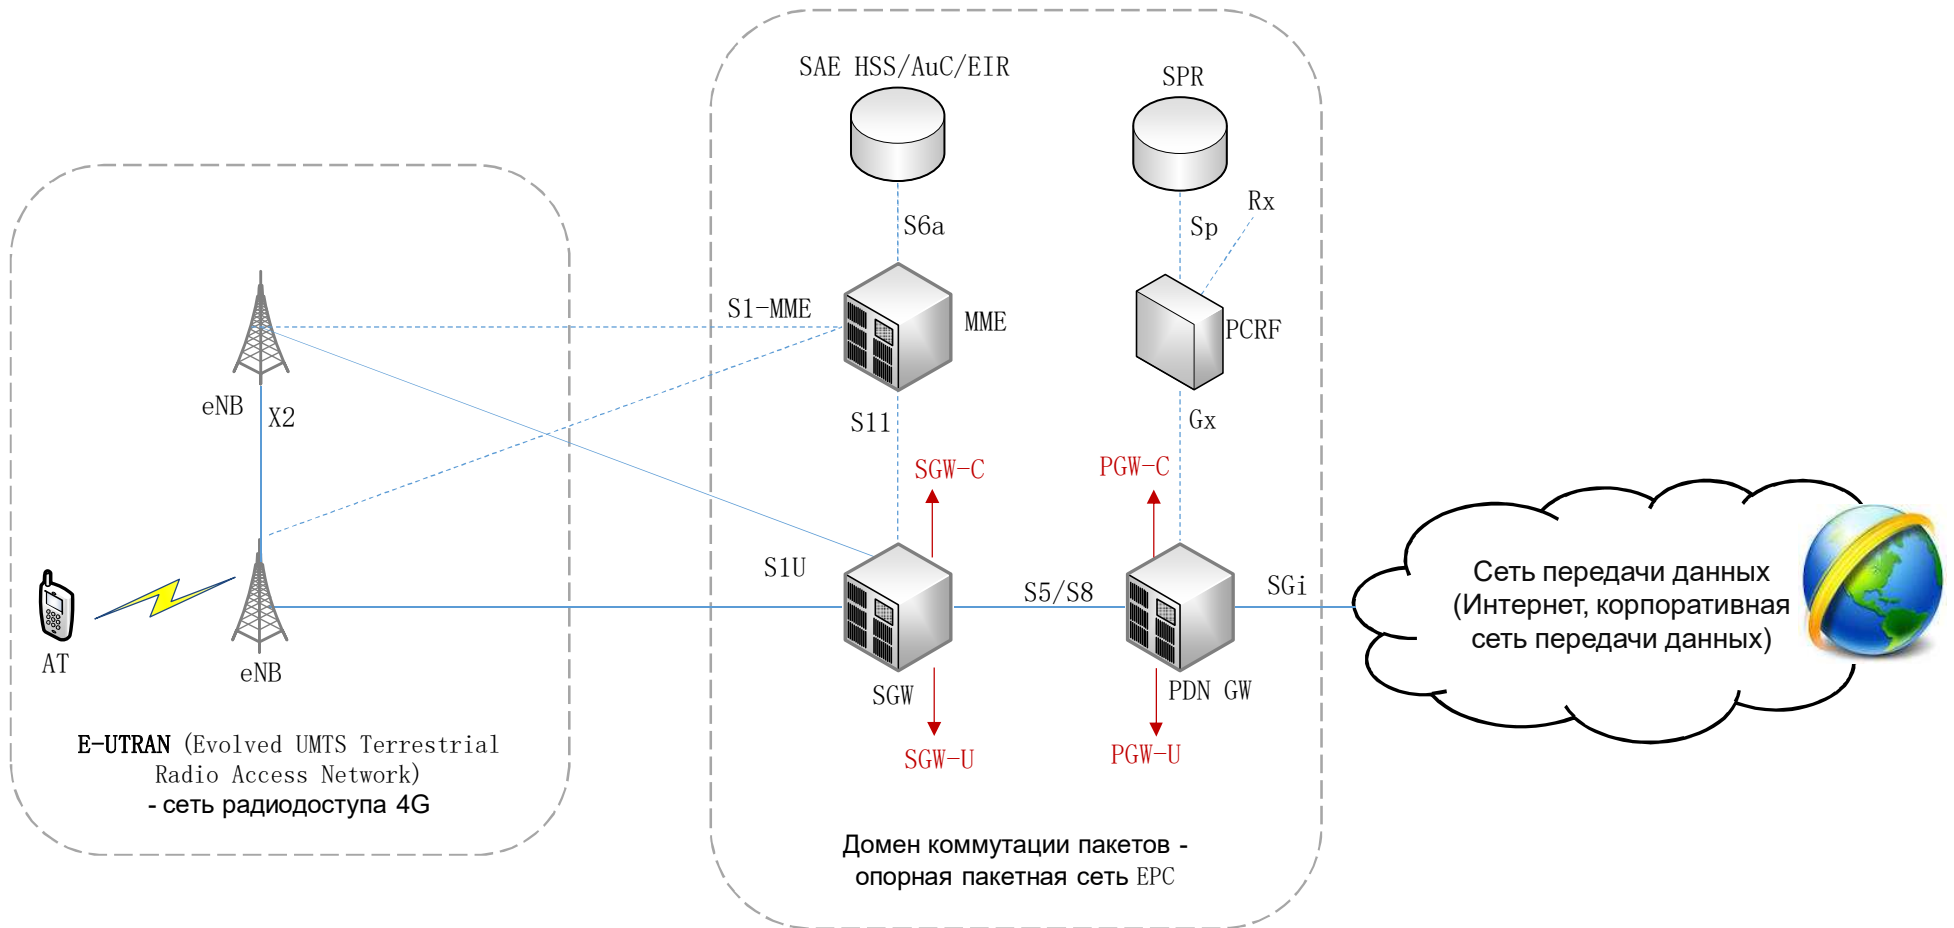 SAE HSS/AuC/EIR
SPR
S6a
Sp
Rx
S1-MME
MME
PCRF
eNB
X2
S11
Gx
SGW-C
PGW-C
S1U
S5/S8
SGi
Сеть передачи данных
(Интернет, корпоративная
сеть передачи данных)
AT
eNB
SGW
PDN GW
SGW-U
PGW-U
E-UTRAN (Evolved UMTS Terrestrial
Radio Access Network)
- сеть радиодоступа 4G
Домен коммутации пакетов -
опорная пакетная сеть EPC